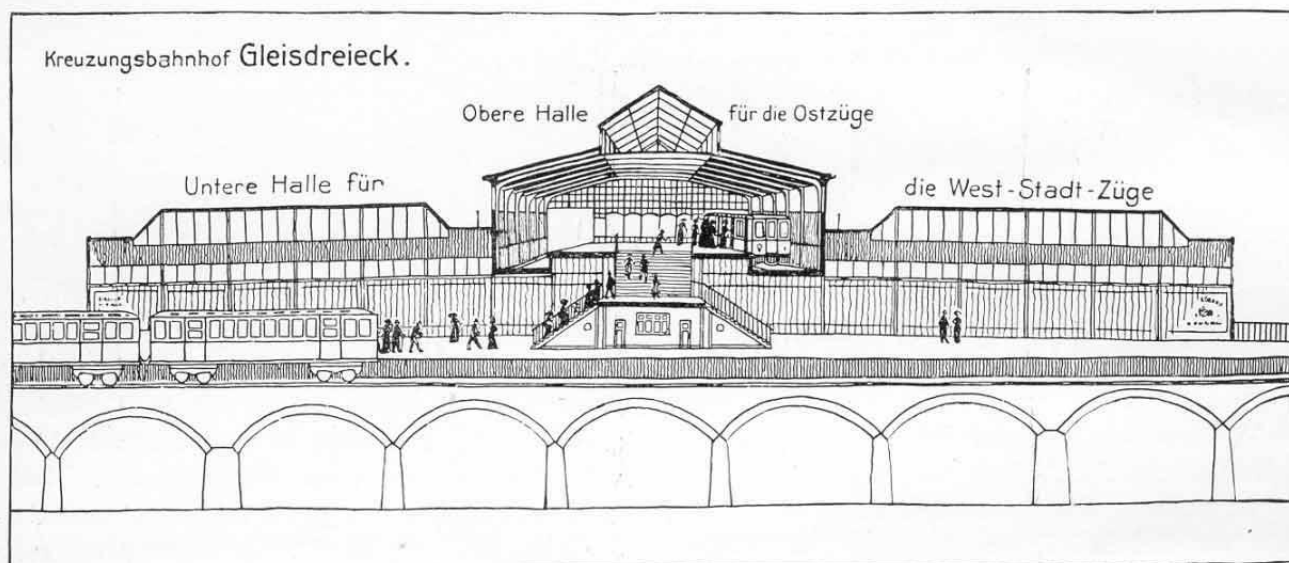 Kreuzungsbahnhof Gleisdreieck.
Obere Halle für die Ostzüge
Untere Halle für die West-Stadt-Züge